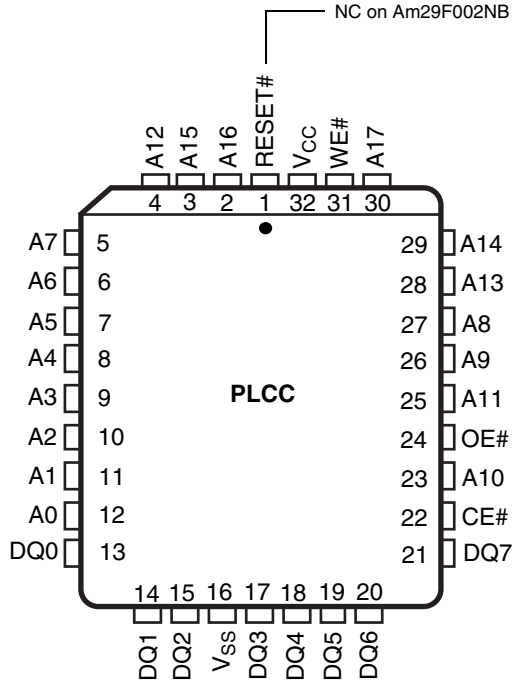 NC on Am29F002NB
A12 A15 A16 RESET# VCC WE# A17
4 3 2 1 32 31 30
A7 5 29 A14
A6 6 28 A13
A5 7 27 A8
A4 8 26 A9
A3 9 PLCC 25 A11
A2 10 24 OE#
A1 11 23 A10
A0 12 22 CE#
DQ0 13 21 DQ7
14 15 16 17 18 19 20
DQ1 DQ2 VSS DQ3 DQ4 DQ5 DQ6